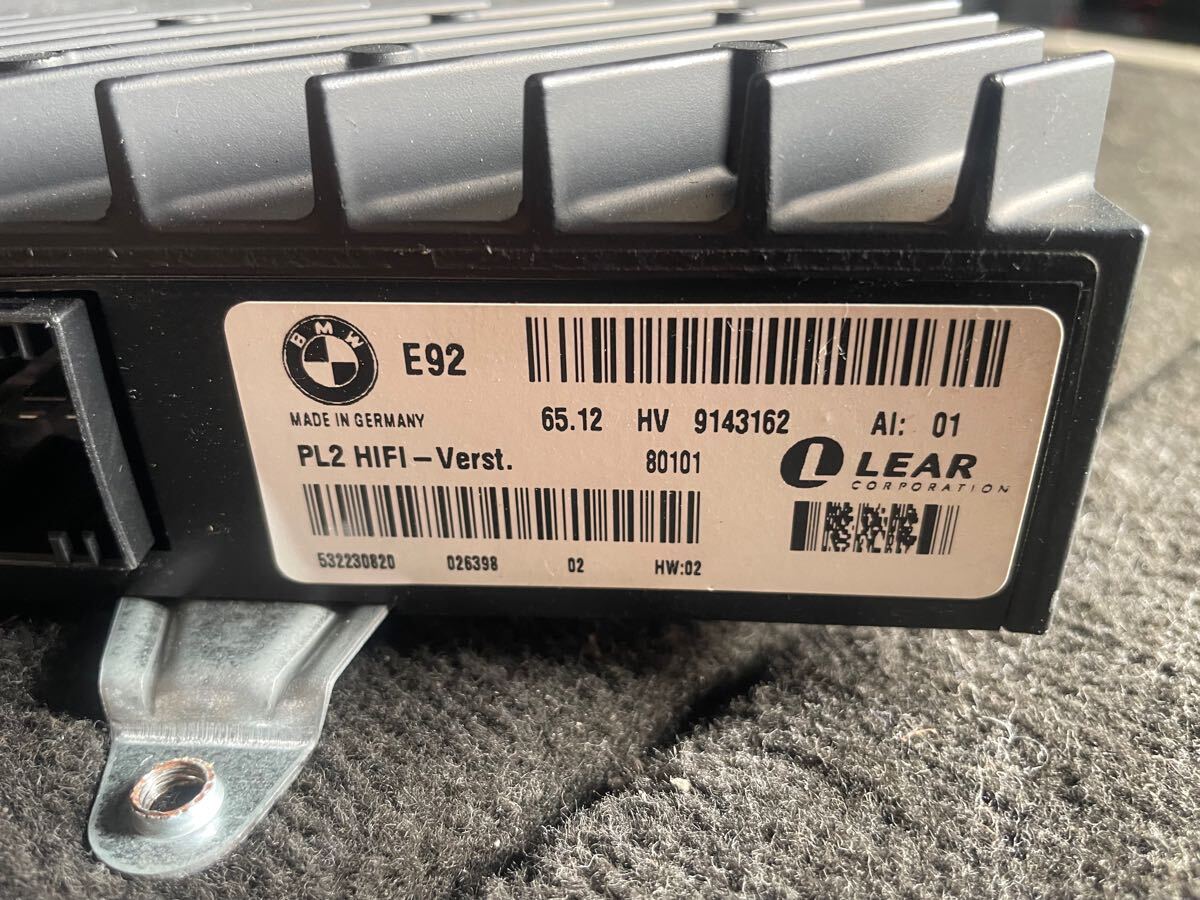 BMW E92
MADE IN GERMANY 65.12 HV 9143162 AI: 01
PL2 HIFI-Verst. 80101 LEAR
CORPORATION
532230820 026398 02 HW:02